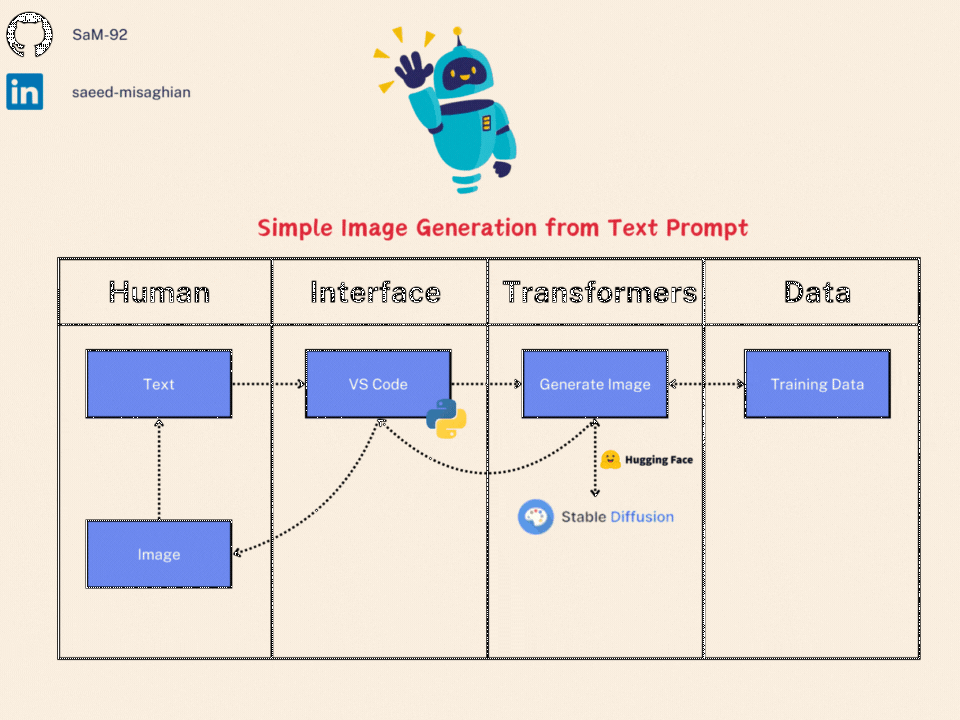 SaM-92
in
saeed-misaghian
Simple Image Generation from Text Prompt
Human
Interface
Transformers
Data
Text
VS Code
Generate Image
Training Data
Hugging Face
Stable Diffusion
Image